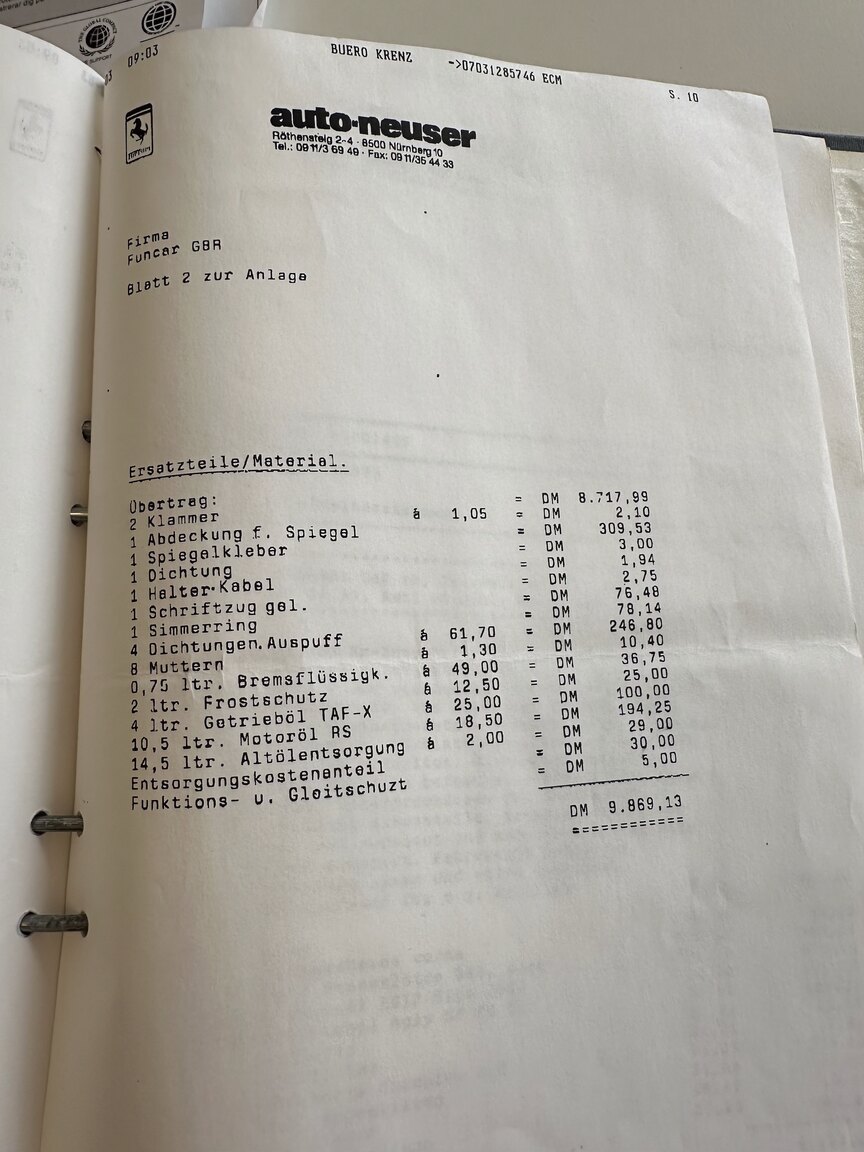 09:03
BUERO KRENZ ->07031285746 ECM S. 10
auto-neuser
Röthensteig 2-4 · 8500 Nürnberg 10
Tel.: 09 11/3 69 49 · Fax: 09 11/35 44 33
Firma
Funcar GBR
Blatt 2 zur Anlage
Ersatzteile/Material.
Übertrag: = DM 8.717,99
2 Klammer á 1,05 = DM 2,10
1 Abdeckung f. Spiegel = DM 309,53
1 Spiegelkleber = DM 3,00
1 Dichtung = DM 1,94
1 Halter-Kabel = DM 2,75
1 Schriftzug gel. = DM 76,48
1 Simmerring = DM 78,14
4 Dichtungen.Auspuff á 61,70 = DM 246,80
8 Muttern á 1,30 = DM 10,40
0,75 ltr. Bremsflüssigk. á 49,00 = DM 36,75
2 ltr. Frostschutz á 12,50 = DM 25,00
4 ltr. Getrieböl TAF-X á 25,00 = DM 100,00
10,5 ltr. Motoröl RS á 18,50 = DM 194,25
14,5 ltr. Altölentsorgung á 2,00 = DM 29,00
Entsorgungskostenanteil = DM 30,00
Funktions- u. Gleitschuzt = DM 5,00
DM 9.869,13
============